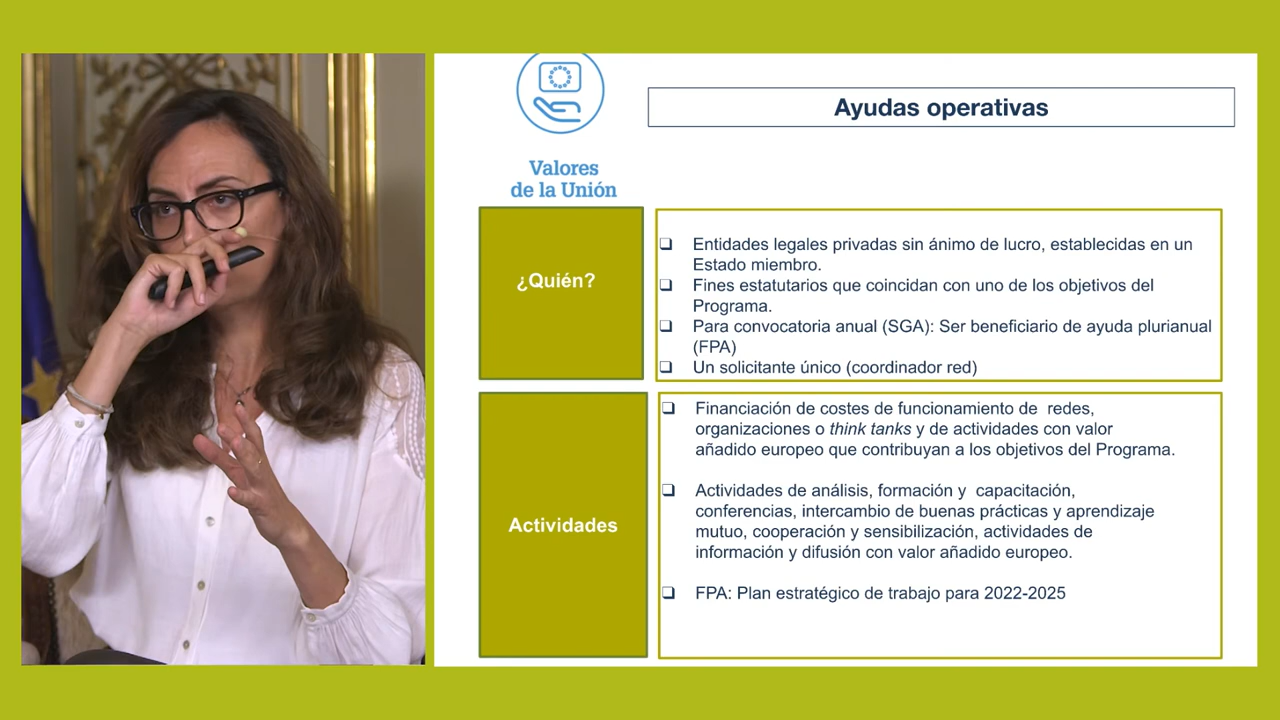 Ayudas operativas
Valores
de la Unión
¿Quién?
❑ Entidades legales privadas sin ánimo de lucro, establecidas en un
Estado miembro.
❑ Fines estatutarios que coincidan con uno de los objetivos del
Programa.
❑ Para convocatoria anual (SGA): Ser beneficiario de ayuda plurianual
(FPA)
❑ Un solicitante único (coordinador red)
Actividades
❑ Financiación de costes de funcionamiento de redes,
organizaciones o think tanks y de actividades con valor
añadido europeo que contribuyan a los objetivos del Programa.
❑ Actividades de análisis, formación y capacitación,
conferencias, intercambio de buenas prácticas y aprendizaje
mutuo, cooperación y sensibilización, actividades de
información y difusión con valor añadido europeo.
❑ FPA: Plan estratégico de trabajo para 2022-2025